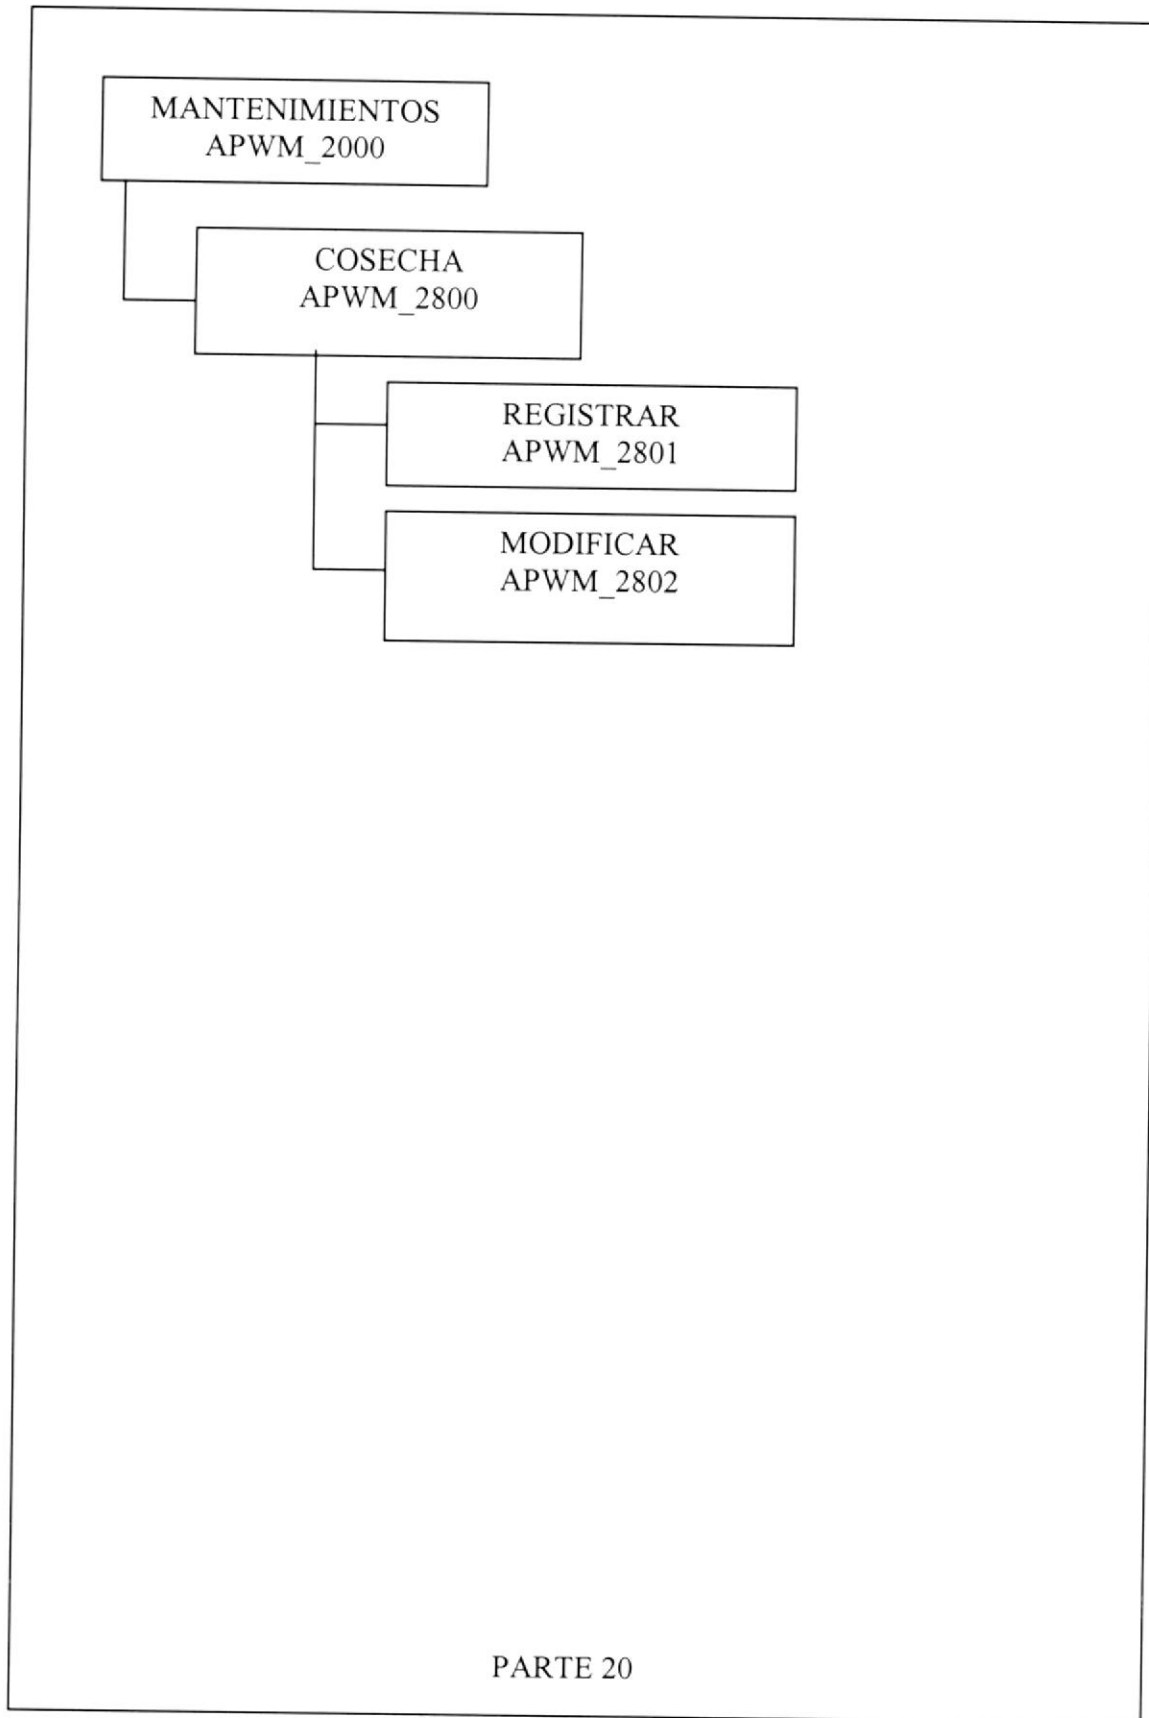 MANTENIMIENTOS
APWM_2000
COSECHA
APWM_2800
REGISTRAR
APWM_2801
MODIFICAR
APWM_2802
PARTE 20